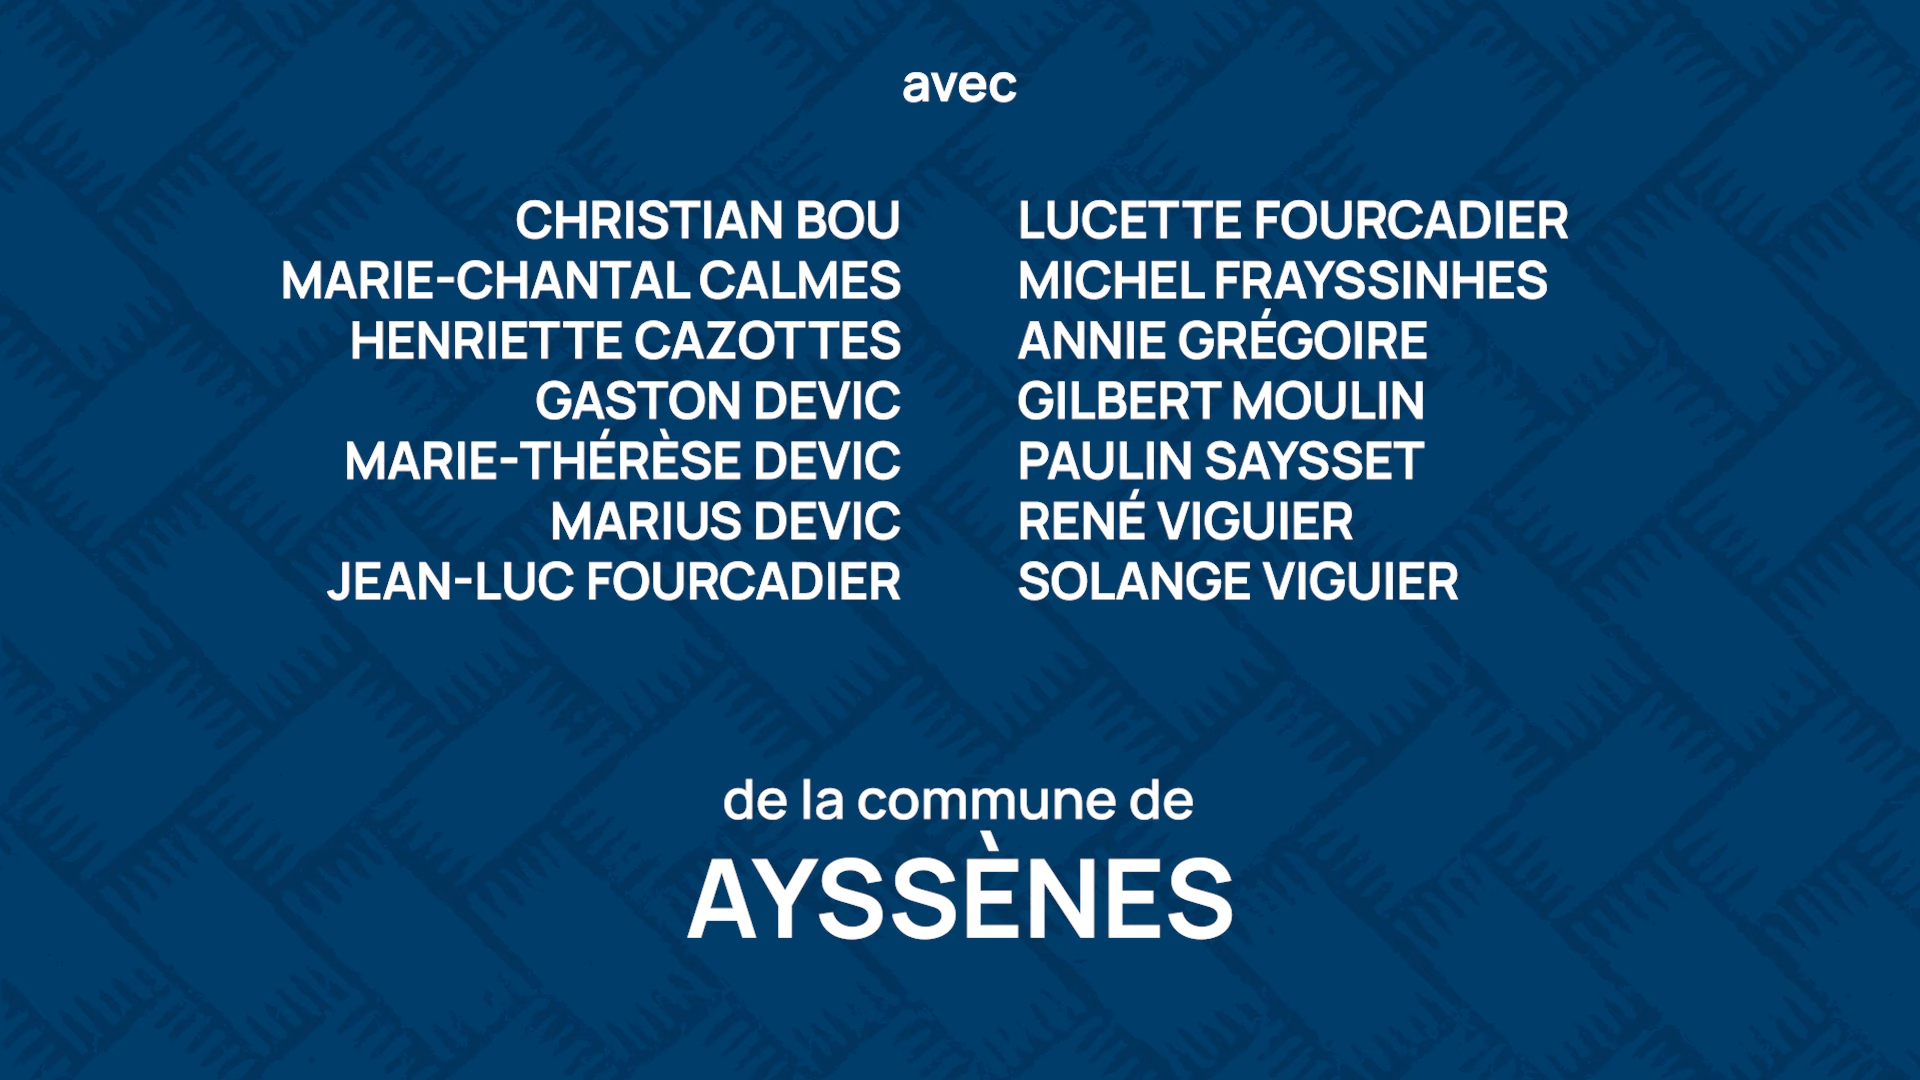 avec
CHRISTIAN BOU
MARIE-CHANTAL CALMES
HENRIETTE CAZOTTES
GASTON DEVIC
MARIE-THÉRÈSE DEVIC
MARIUS DEVIC
JEAN-LUC FOURCADIER
LUCETTE FOURCADIER
MICHEL FRAYSSINHES
ANNIE GRÉGOIRE
GILBERT MOULIN
PAULIN SAYSSET
RENÉ VIGUIER
SOLANGE VIGUIER
de la commune de
AYSSÈNES